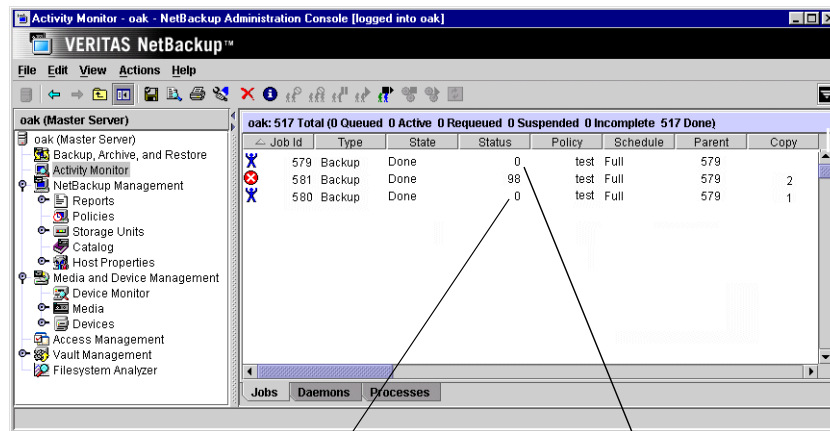 Activity Monitor - oak - NetBackup Administration Console [logged into oak]
VERITAS NetBackup™
File Edit View Actions Help
oak (Master Server)
oak (Master Server)
Backup, Archive, and Restore
Activity Monitor
NetBackup Management
Reports
Policies
Storage Units
Catalog
Host Properties
Media and Device Management
Device Monitor
Media
Devices
Access Management
Vault Management
Filesystem Analyzer
oak: 517 Total (0 Queued 0 Active 0 Requeued 0 Suspended 0 Incomplete 517 Done)
Job Id Type State Status Policy Schedule Parent Copy
579 Backup Done 0 test Full 579
581 Backup Done 98 test Full 579 2
580 Backup Done 0 test Full 579 1
Jobs Daemons Processes